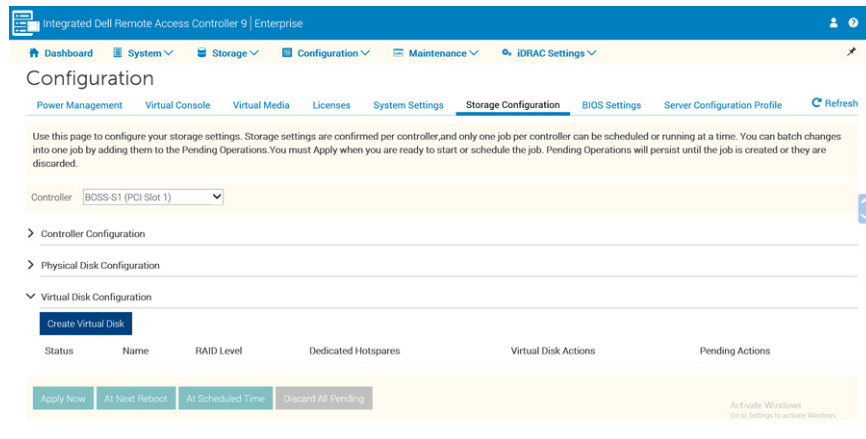 Integrated Dell Remote Access Controller 9 | Enterprise
Dashboard System Storage Configuration Maintenance iDRAC Settings
Configuration
Power Management Virtual Console Virtual Media Licenses System Settings Storage Configuration BIOS Settings Server Configuration Profile Refresh
Use this page to configure your storage settings. Storage settings are confirmed per controller,and only one job per controller can be scheduled or running at a time. You can batch changes
into one job by adding them to the Pending Operations.You must Apply when you are ready to start or schedule the job. Pending Operations will persist until the job is created or they are
discarded.
Controller BOSS-S1 (PCI Slot 1)
Controller Configuration
Physical Disk Configuration
Virtual Disk Configuration
Create Virtual Disk
Status Name RAID Level Dedicated Hotspares Virtual Disk Actions Pending Actions
Apply Now At Next Reboot At Scheduled Time Discard All Pending
Activate Windows
Go to Settings to activate Windows.